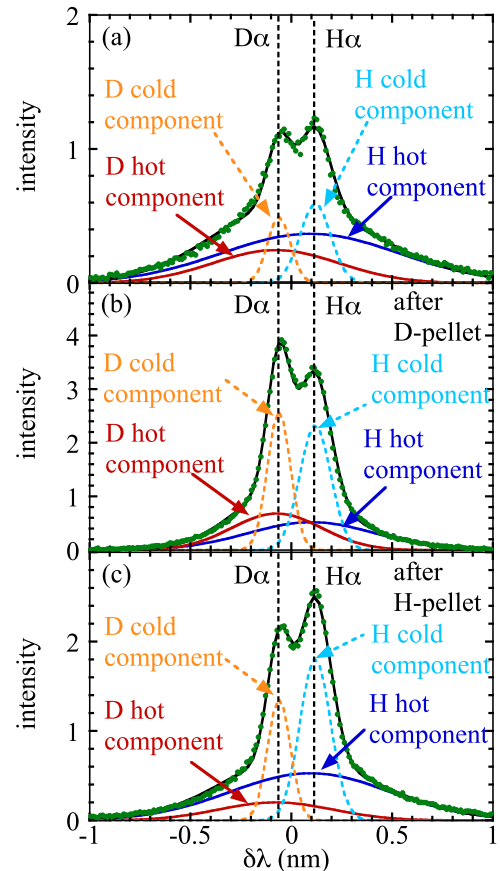 2
(a)
Dα
Hα
D cold
component
H cold
component
D hot
component
H hot
component
1
intensity
0
(b)
Dα
Hα
after
D-pellet
4
D cold
component
H cold
component
3
D hot
component
H hot
component
2
intensity
1
0
(c)
Dα
Hα
after
H-pellet
D cold
component
H cold
component
2
D hot
component
H hot
component
intensity
1
0
-1
-0.5
0
0.5
1
δλ (nm)